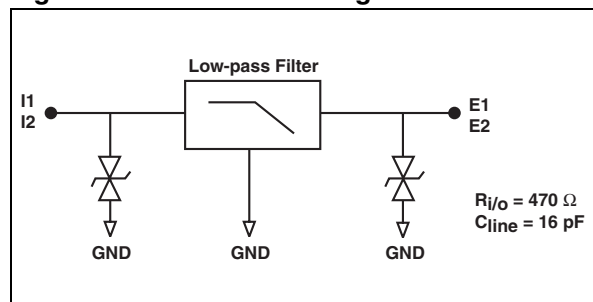 Low-pass Filter
I1
I2
E1
E2
Ri/o = 470 Ω
Cline = 16 pF
GND
GND
GND